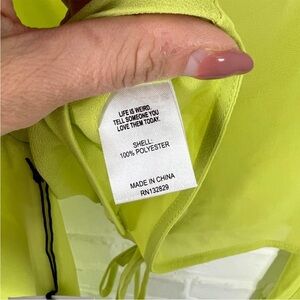 LIFE IS WEIRD.
TELL SOMEONE YOU
LOVE THEM TODAY.
SHELL:
100% POLYESTER
MADE IN CHINA
RN132829